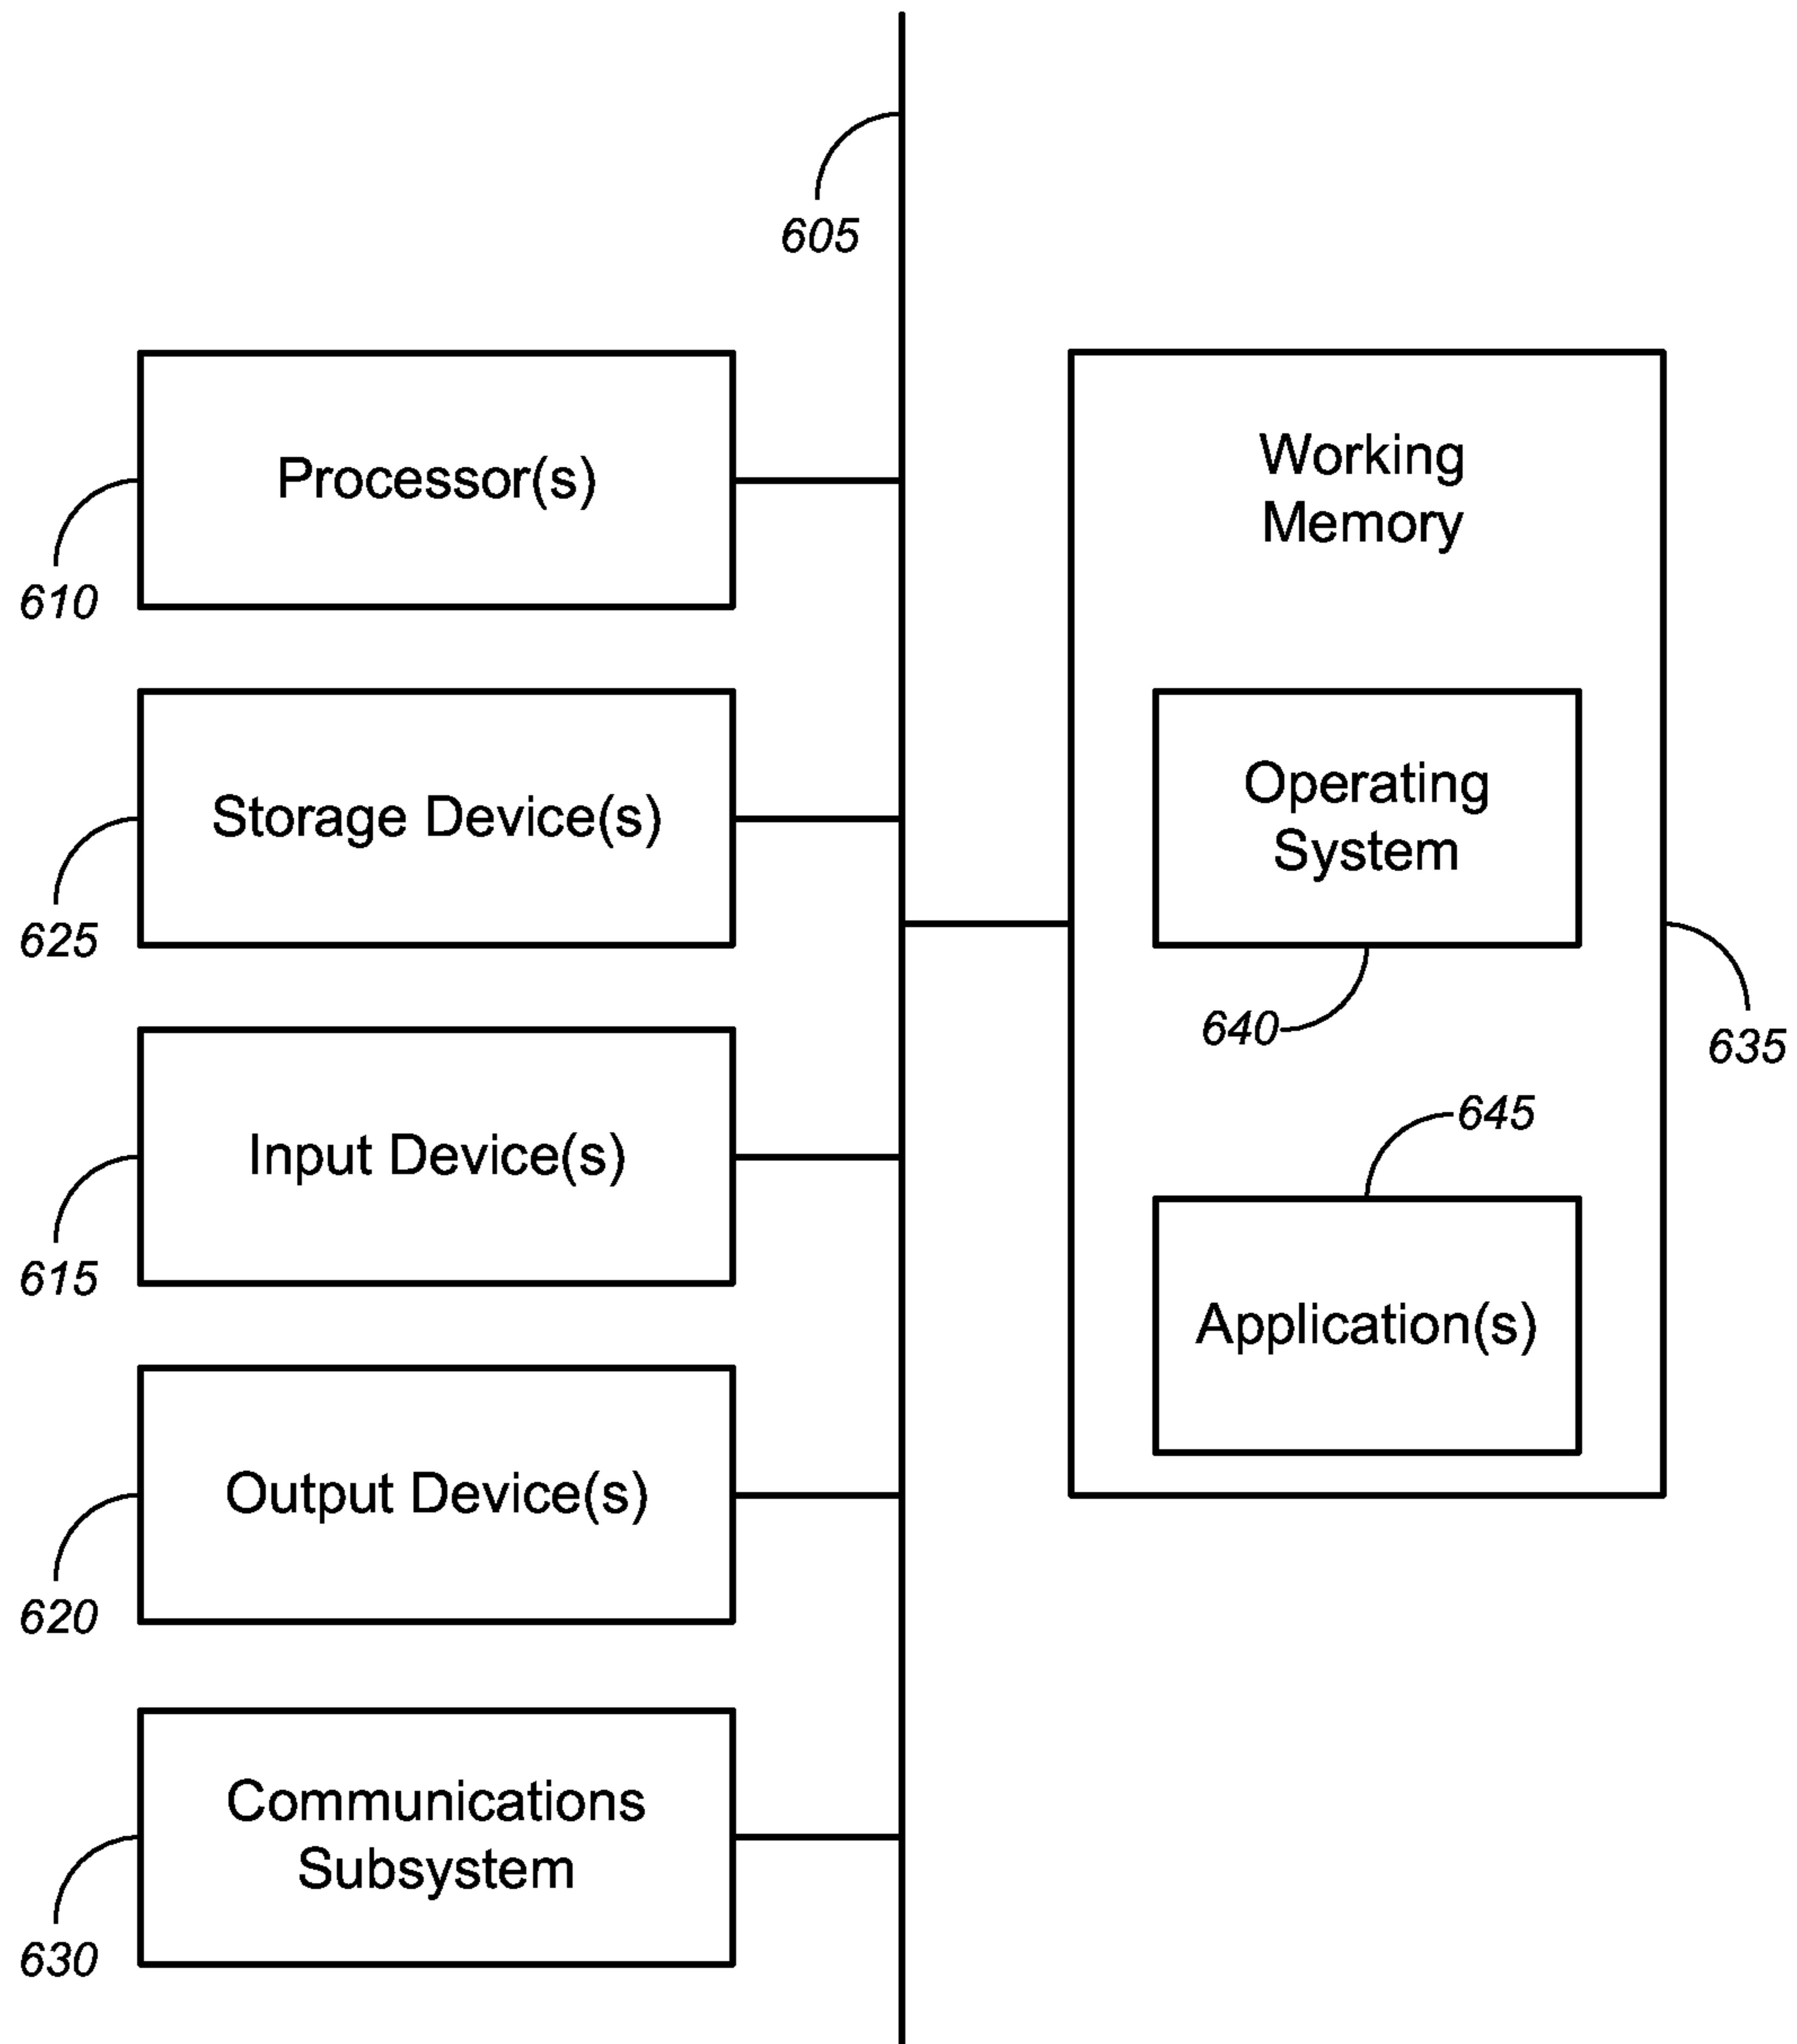 605
Processor(s)
610
Storage Device(s)
625
Input Device(s)
615
Output Device(s)
620
Communications
Subsystem
630
Working
Memory
Operating
System
640
635
645
Application(s)